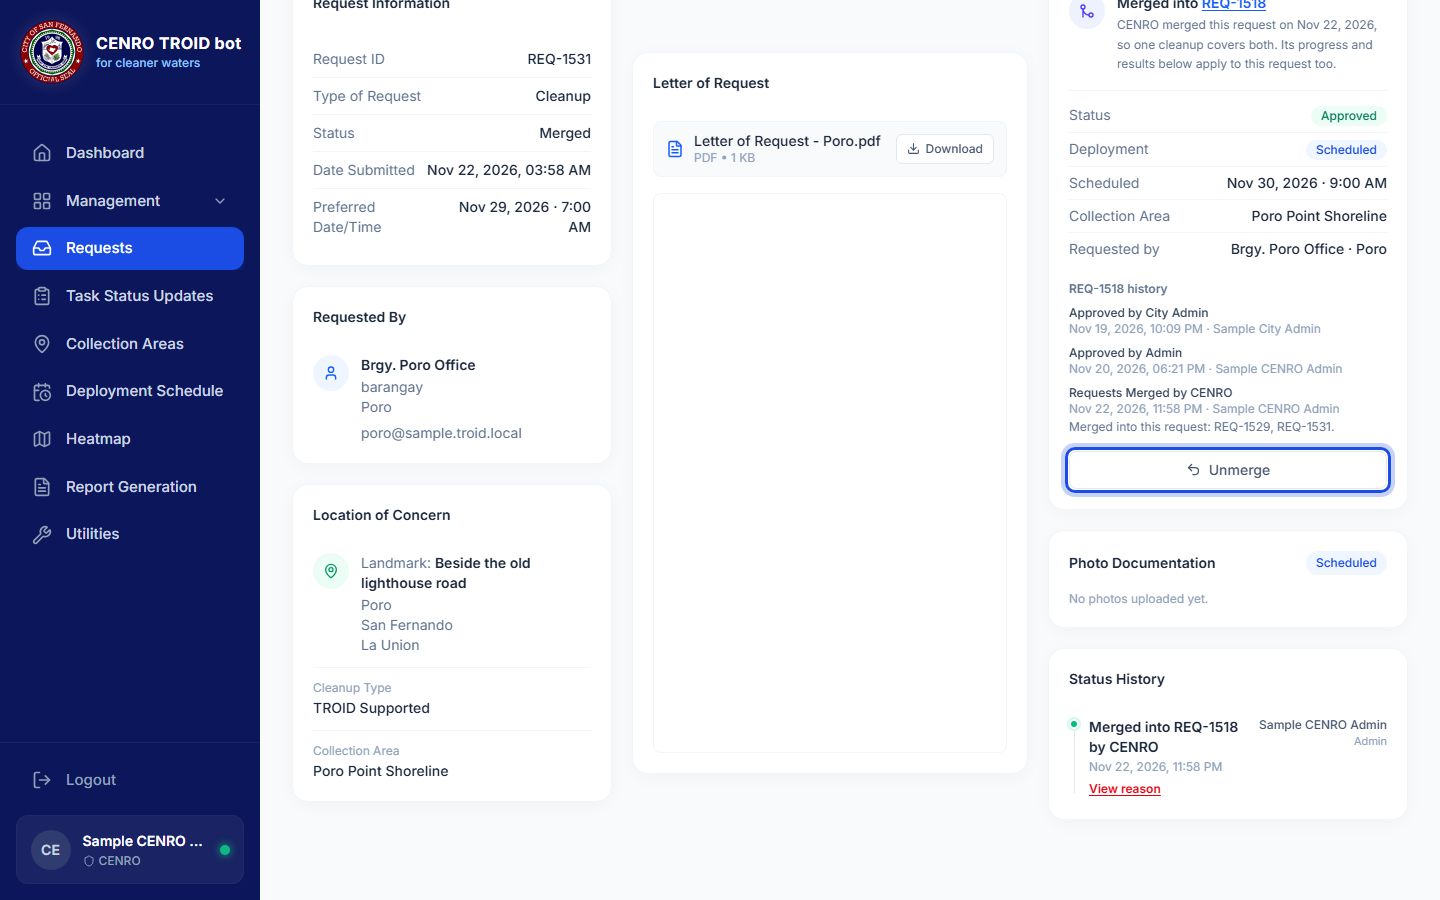 CITY OF SAN FERNANDO
OFFICIAL SEAL
CENRO TROID bot
for cleaner waters
Dashboard
Management
Requests
Task Status Updates
Collection Areas
Deployment Schedule
Heatmap
Report Generation
Utilities
Logout
CE
Sample CENRO ...
CENRO
Request Information
Request ID REQ-1531
Type of Request Cleanup
Status Merged
Date Submitted Nov 22, 2026, 03:58 AM
Preferred Date/Time Nov 29, 2026 · 7:00 AM
Requested By
Brgy. Poro Office
barangay
Poro
poro@sample.troid.local
Location of Concern
Landmark: Beside the old
lighthouse road
Poro
San Fernando
La Union
Cleanup Type
TROID Supported
Collection Area
Poro Point Shoreline
Letter of Request
Letter of Request - Poro.pdf
PDF • 1 KB
Download
Merged into REQ-1518
CENRO merged this request on Nov 22, 2026,
so one cleanup covers both. Its progress and
results below apply to this request too.
Status Approved
Deployment Scheduled
Scheduled Nov 30, 2026 · 9:00 AM
Collection Area Poro Point Shoreline
Requested by Brgy. Poro Office · Poro
REQ-1518 history
Approved by City Admin
Nov 19, 2026, 10:09 PM · Sample City Admin
Approved by Admin
Nov 20, 2026, 06:21 PM · Sample CENRO Admin
Requests Merged by CENRO
Nov 22, 2026, 11:58 PM · Sample CENRO Admin
Merged into this request: REQ-1529, REQ-1531.
Unmerge
Photo Documentation Scheduled
No photos uploaded yet.
Status History
Merged into REQ-1518
by CENRO
Sample CENRO Admin
Admin
Nov 22, 2026, 11:58 PM
View reason